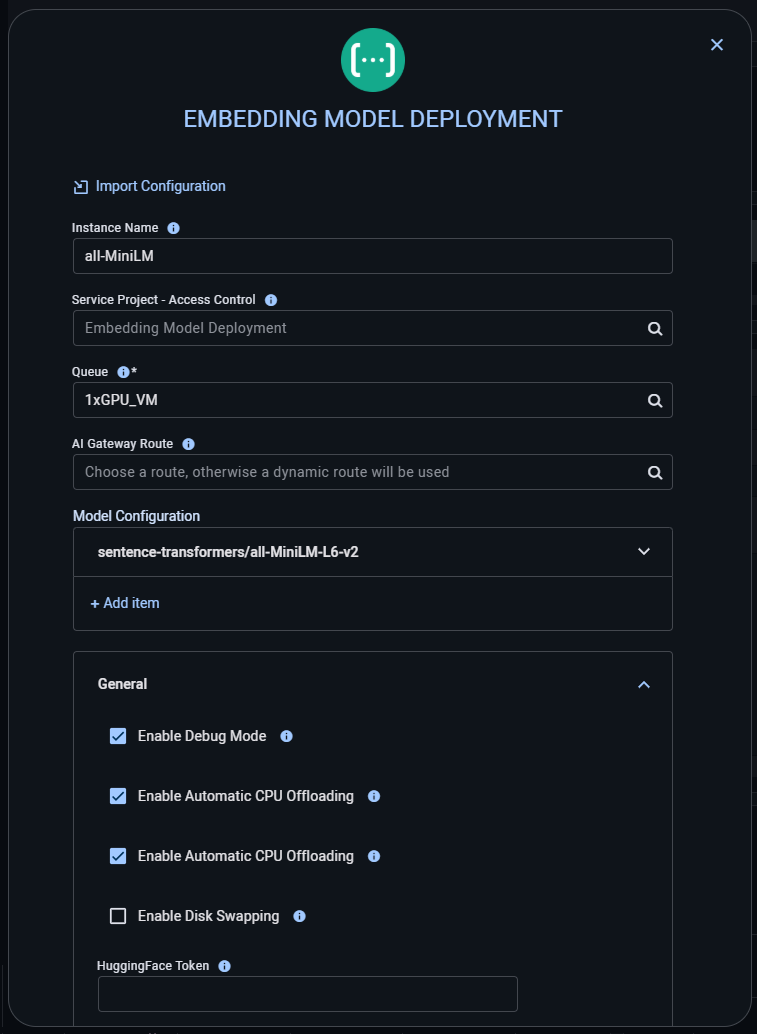 EMBEDDING MODEL DEPLOYMENT
Import Configuration
Instance Name
all-MiniLM
Service Project - Access Control
Embedding Model Deployment
Queue *
1xGPU_VM
AI Gateway Route
Choose a route, otherwise a dynamic route will be used
Model Configuration
sentence-transformers/all-MiniLM-L6-v2
+ Add item
General
Enable Debug Mode
Enable Automatic CPU Offloading
Enable Automatic CPU Offloading
Enable Disk Swapping
HuggingFace Token